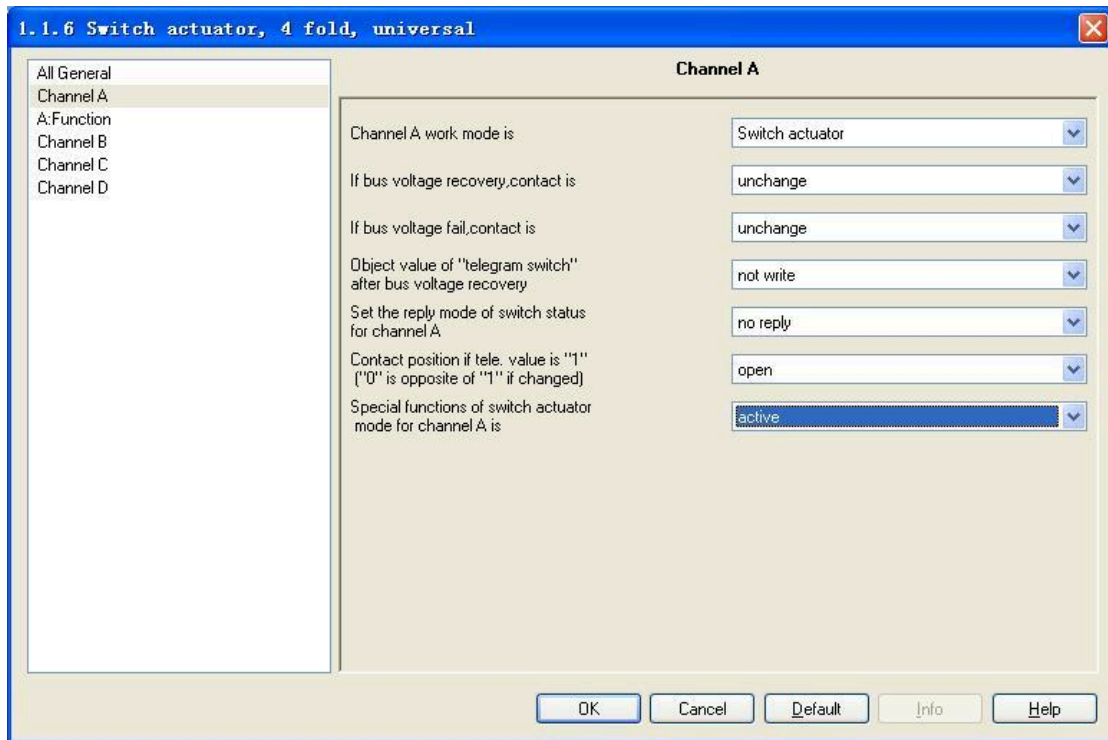 1.1.6 Switch actuator, 4 fold, universal
All General
Channel A
A:Function
Channel B
Channel C
Channel D
Channel A
Channel A work mode is
Switch actuator
If bus voltage recovery,contact is
unchange
If bus voltage fail,contact is
unchange
Object value of "telegram switch"
after bus voltage recovery
not write
Set the reply mode of switch status
for channel A
no reply
Contact position if tele. value is "1"
("0" is opposite of "1" if changed)
open
Special functions of switch actuator
mode for channel A is
active
OK
Cancel
Default
Info
Help